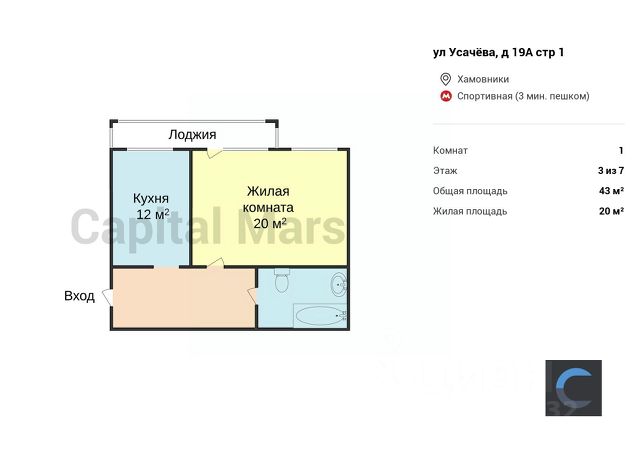 ул Усачёва, д 19А стр 1
Хамовники
Спортивная (3 мин. пешком)
Комнат 1
Этаж 3 из 7
Общая площадь 43 м²
Жилая площадь 20 м²
Лоджия
Кухня
12 м²
Жилая
комната
20 м²
Capital Mars
Вход